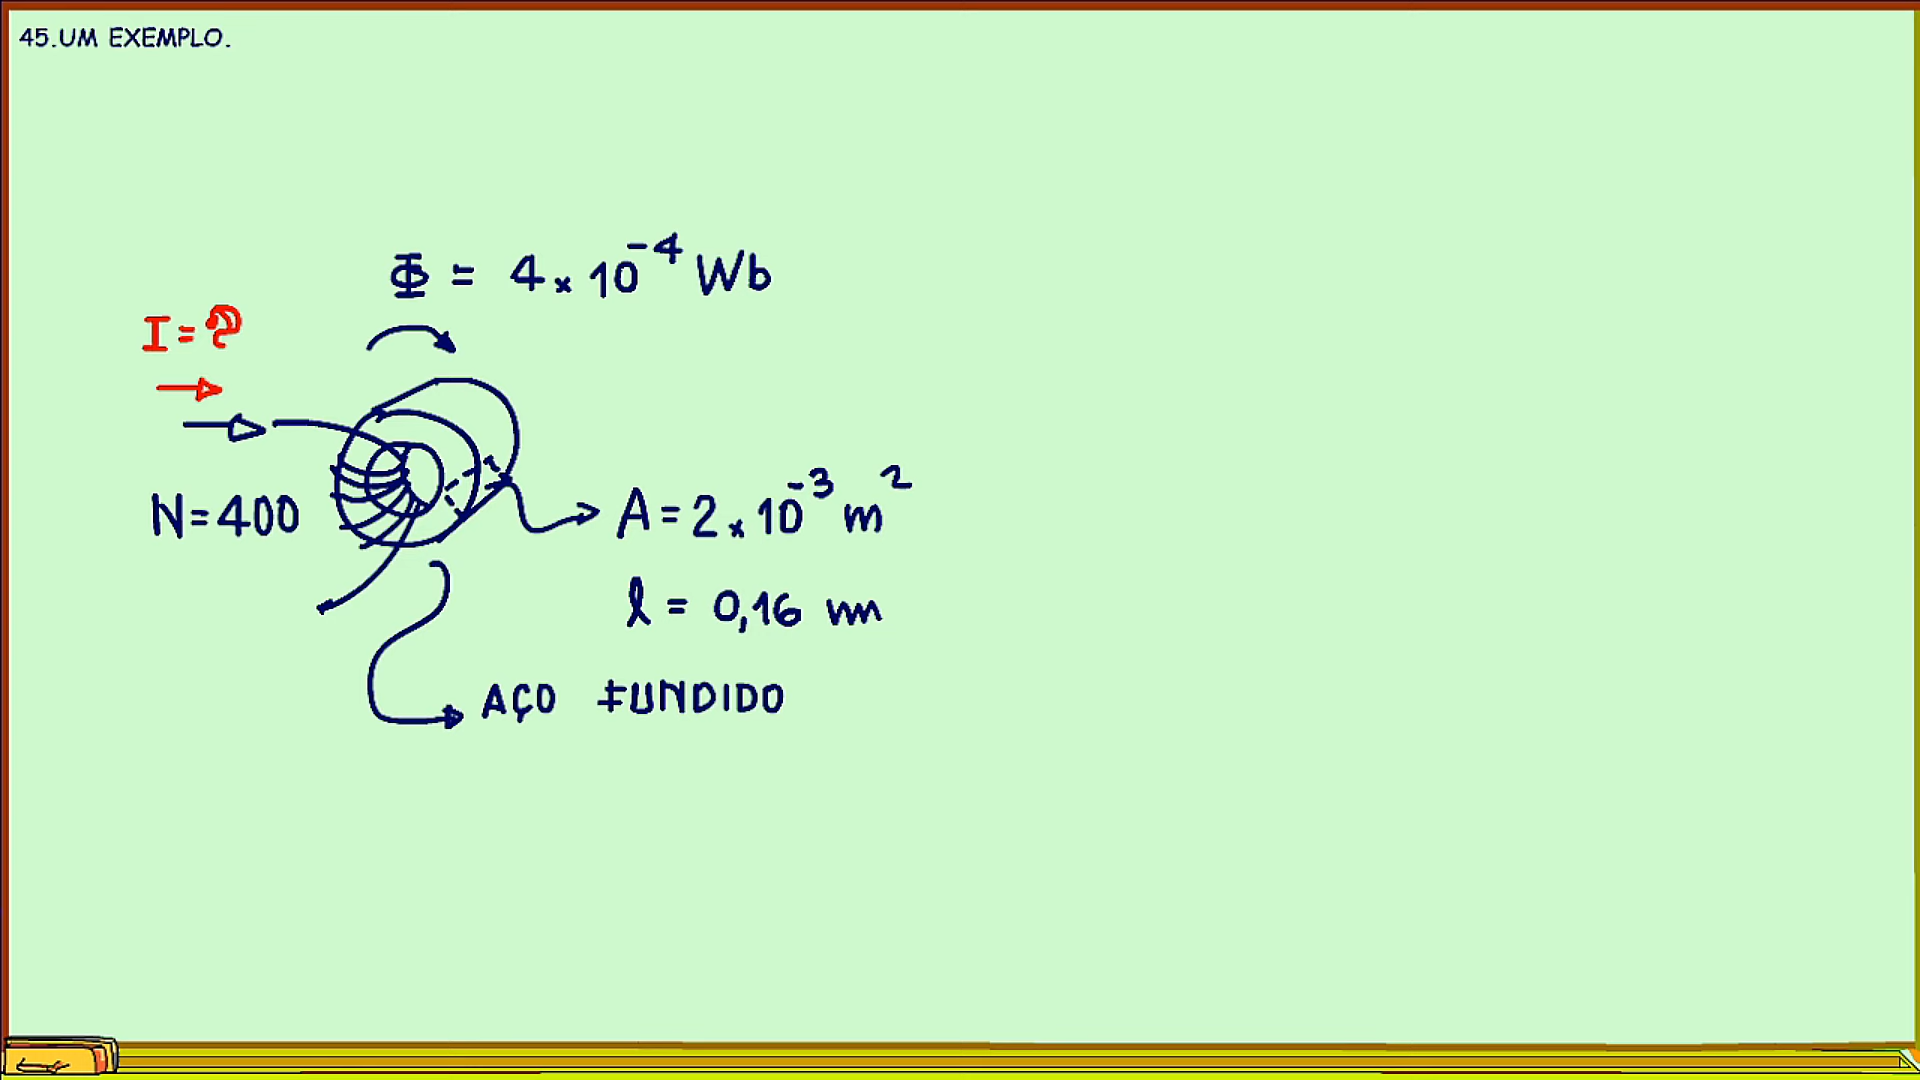 45.UM EXEMPLO.
Φ = 4 × 10⁻⁴ Wb
I = ?
N = 400
A = 2 × 10⁻³ m²
l = 0,16 m
AÇO FUNDIDO